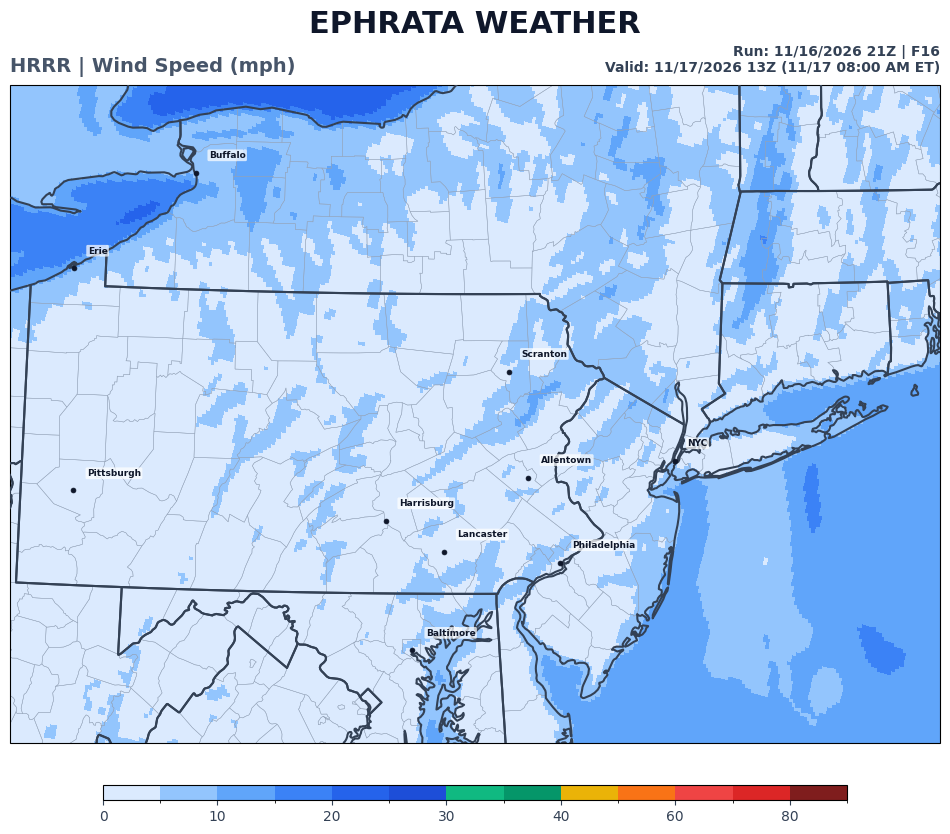 EPHRATA WEATHER
HRRR | Wind Speed (mph)
Run: 11/16/2026 21Z | F16
Valid: 11/17/2026 13Z (11/17 08:00 AM ET)
Buffalo
Erie
Scranton
NYC
Allentown
Pittsburgh
Harrisburg
Lancaster
Philadelphia
Baltimore
0 10 20 30 40 60 80